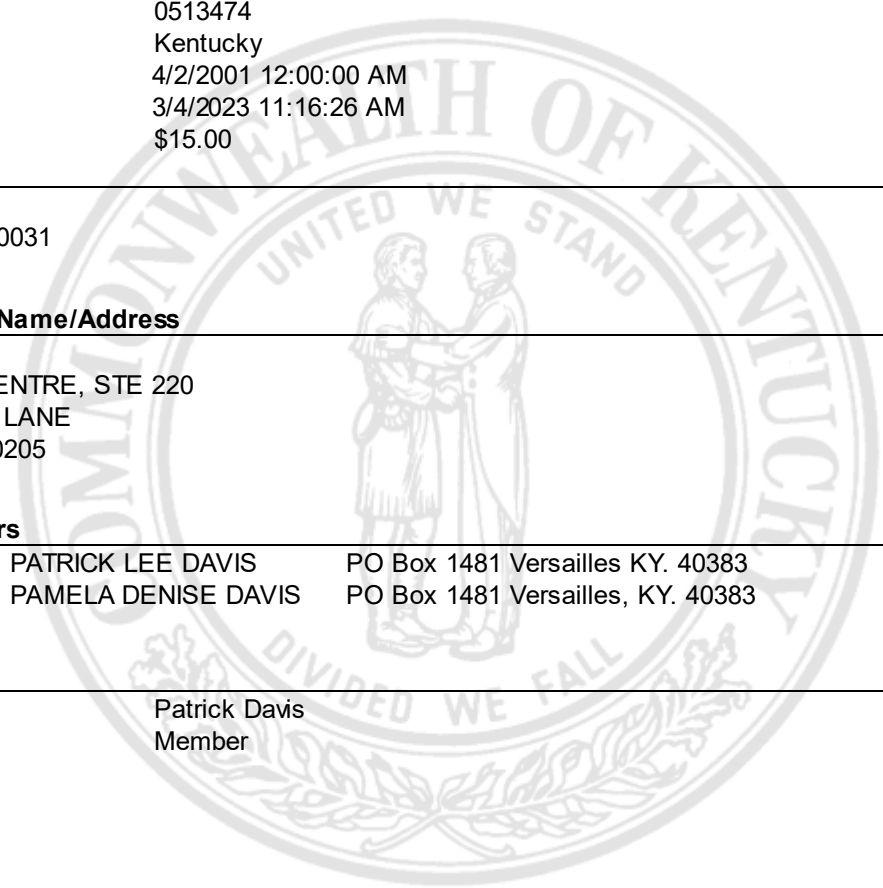 0513474
Kentucky
4/2/2001 12:00:00 AM
3/4/2023 11:16:26 AM
$15.00
0031
Name/Address
ENTRE, STE 220
LANE
0205
rs
PATRICK LEE DAVIS PO Box 1481 Versailles KY. 40383
PAMELA DENISE DAVIS PO Box 1481 Versailles, KY. 40383
Patrick Davis
Member
COMMONWEALTH OF KENTUCKY
UNITED WE STAND
DIVIDED WE FALL